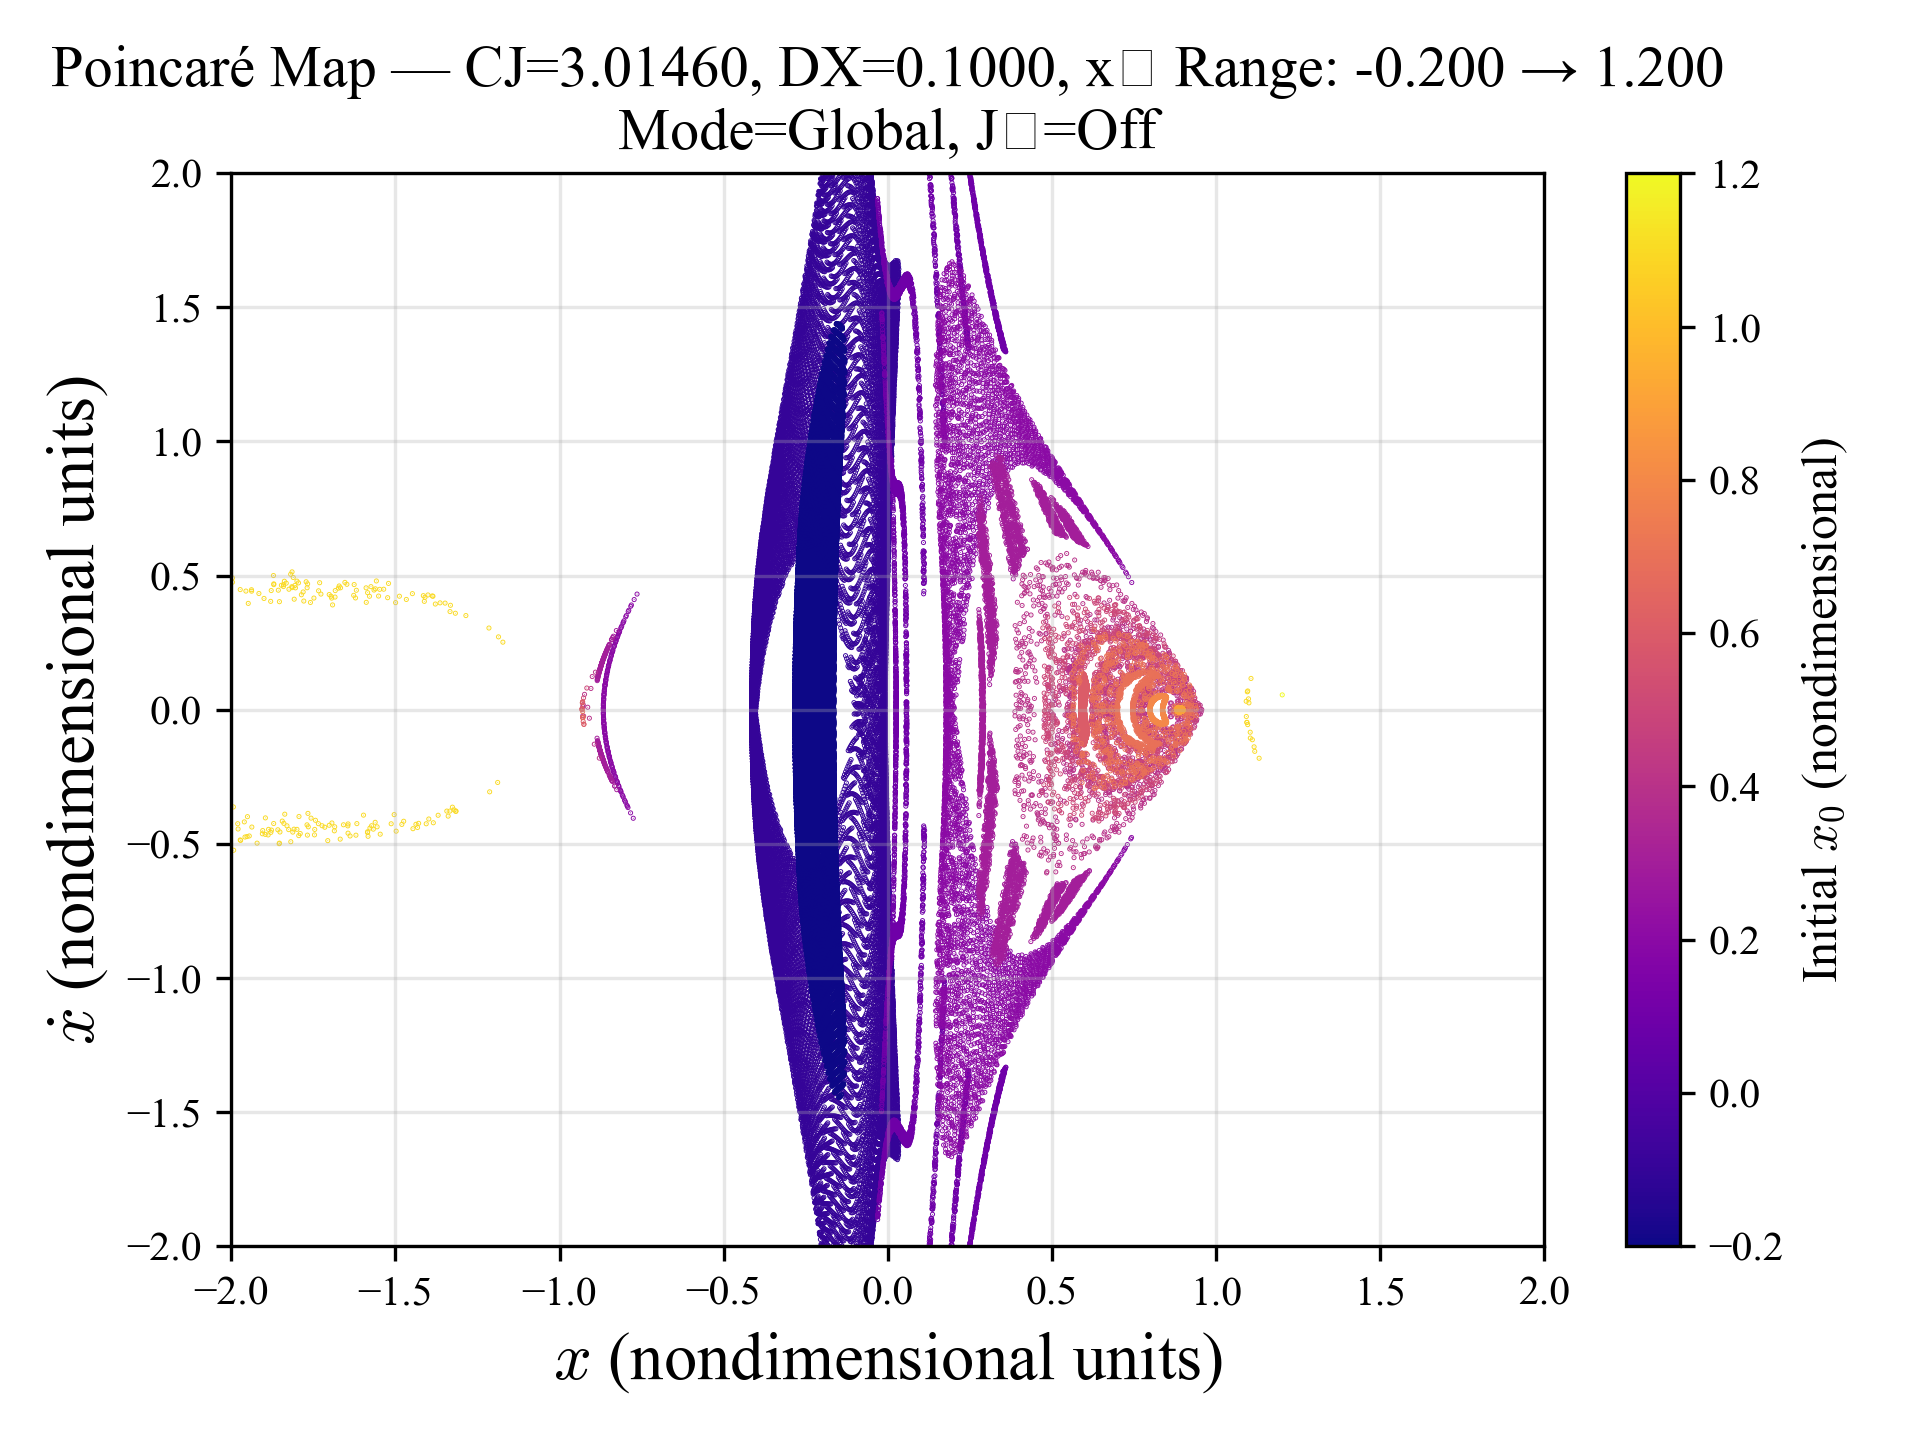 Poincaré Map — CJ=3.01460, DX=0.1000, x□ Range: -0.200 → 1.200
Mode=Global, J□=Off
ẋ (nondimensional units)
2.0
1.5
1.0
0.5
0.0
−0.5
−1.0
−1.5
−2.0
−2.0 −1.5 −1.0 −0.5 0.0 0.5 1.0 1.5 2.0
x (nondimensional units)
1.2
1.0
0.8
0.6
0.4
0.2
0.0
−0.2
Initial x₀ (nondimensional)